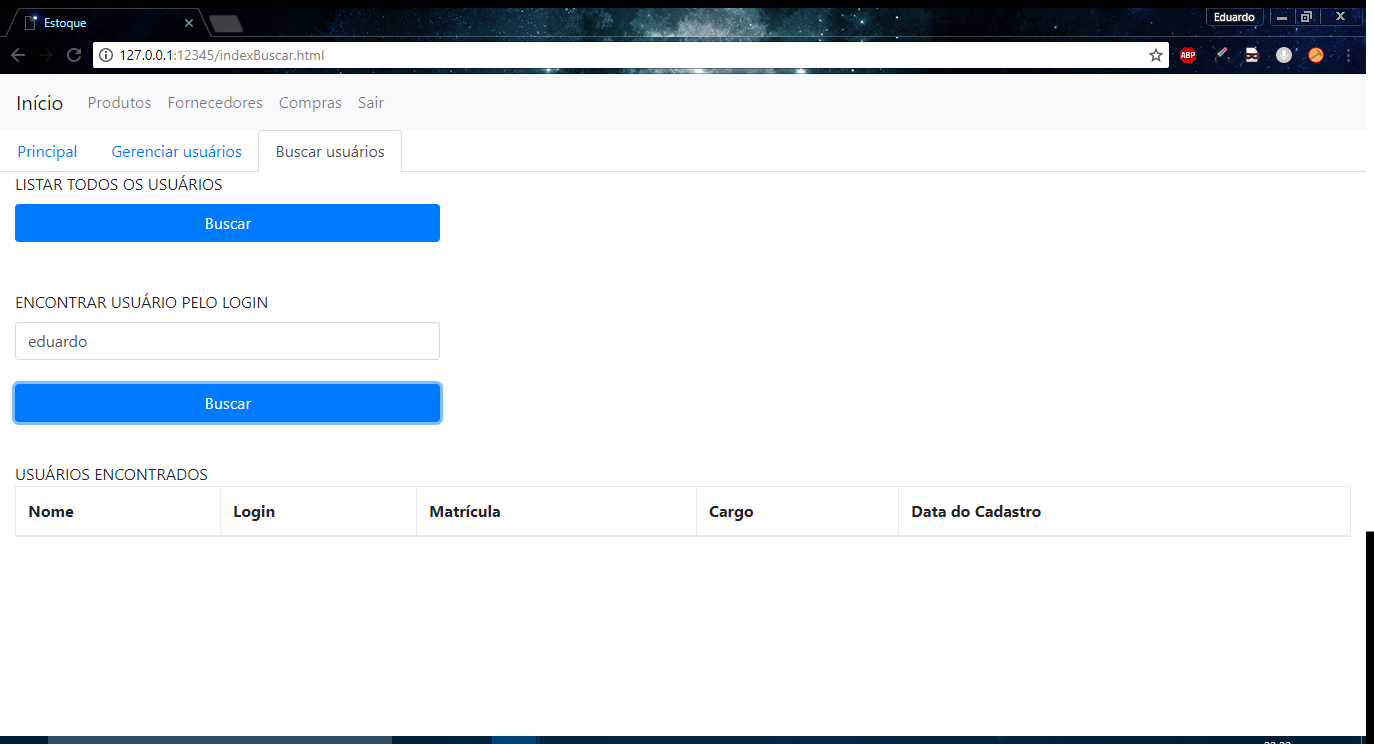 Estoque
Eduardo
127.0.0.1:12345/indexBuscar.html
ABP
Início Produtos Fornecedores Compras Sair
Principal Gerenciar usuários Buscar usuários
LISTAR TODOS OS USUÁRIOS
Buscar
ENCONTRAR USUÁRIO PELO LOGIN
eduardo
Buscar
USUÁRIOS ENCONTRADOS
Nome Login Matrícula Cargo Data do Cadastro